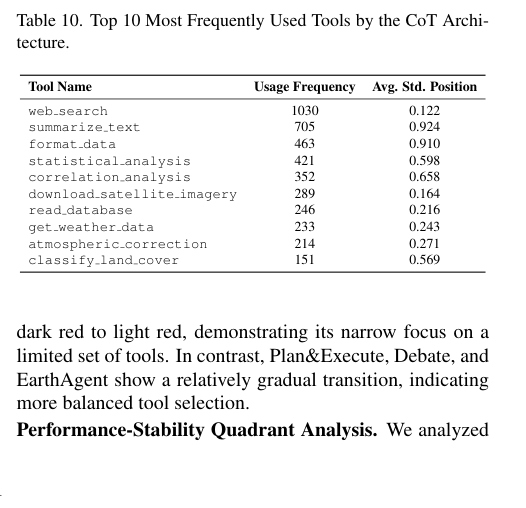 Table 10. Top 10 Most Frequently Used Tools by the CoT Archi-
tecture.
Tool Name Usage Frequency Avg. Std. Position
web_search 1030 0.122
summarize_text 705 0.924
format_data 463 0.910
statistical_analysis 421 0.598
correlation_analysis 352 0.658
download_satellite_imagery 289 0.164
read_database 246 0.216
get_weather_data 233 0.243
atmospheric_correction 214 0.271
classify_land_cover 151 0.569
dark red to light red, demonstrating its narrow focus on a
limited set of tools. In contrast, Plan&Execute, Debate, and
EarthAgent show a relatively gradual transition, indicating
more balanced tool selection.
Performance-Stability Quadrant Analysis. We analyzed